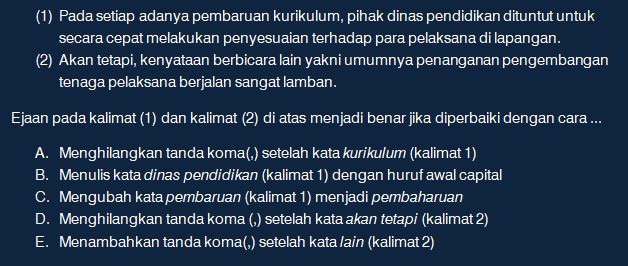 (1) Pada setiap adanya pembaruan kurikulum, pihak dinas pendidikan dituntut untuk
secara cepat melakukan penyesuaian terhadap para pelaksana di lapangan.
(2) Akan tetapi, kenyataan berbicara lain yakni umumnya penanganan pengembangan
tenaga pelaksana berjalan sangat lamban.
Ejaan pada kalimat (1) dan kalimat (2) di atas menjadi benar jika diperbaiki dengan cara ...
A. Menghilangkan tanda koma(,) setelah kata kurikulum (kalimat 1)
B. Menulis kata dinas pendidikan (kalimat 1) dengan huruf awal capital
C. Mengubah kata pembaruan (kalimat 1) menjadi pembaharuan
D. Menghilangkan tanda koma (,) setelah kata akan tetapi (kalimat 2)
E. Menambahkan tanda koma(,) setelah kata lain (kalimat 2)